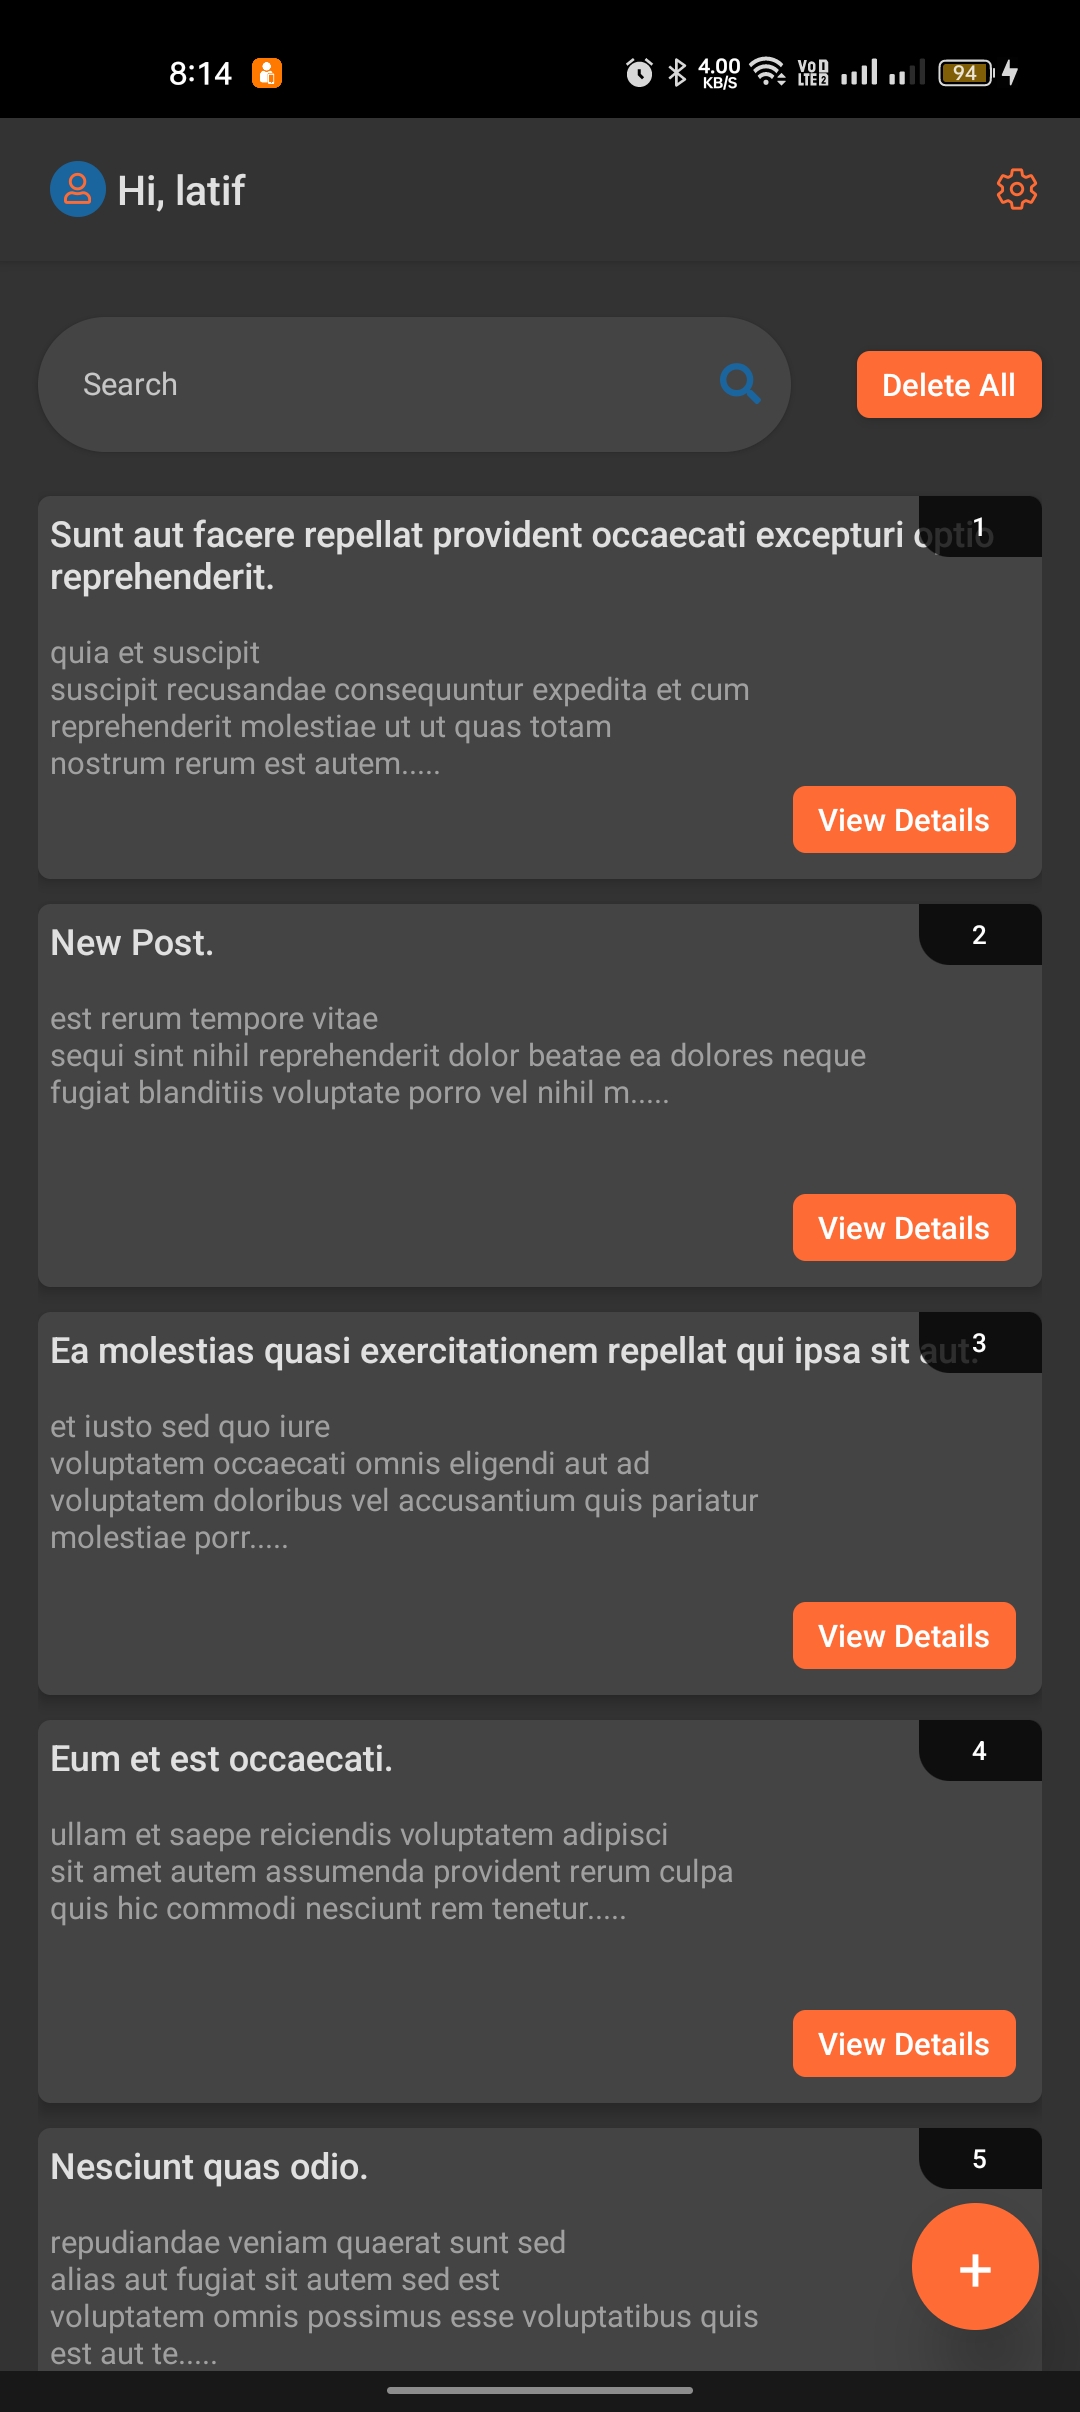 8:14
4.00
KB/S
Vo D
LTE 2
94
Hi, latif
Search
Delete All
Sunt aut facere repellat provident occaecati excepturi optio
reprehenderit.
1
quia et suscipit
suscipit recusandae consequuntur expedita et cum
reprehenderit molestiae ut ut quas totam
nostrum rerum est autem.....
View Details
New Post.
2
est rerum tempore vitae
sequi sint nihil reprehenderit dolor beatae ea dolores neque
fugiat blanditiis voluptate porro vel nihil m.....
View Details
Ea molestias quasi exercitationem repellat qui ipsa sit aut.
3
et iusto sed quo iure
voluptatem occaecati omnis eligendi aut ad
voluptatem doloribus vel accusantium quis pariatur
molestiae porr.....
View Details
Eum et est occaecati.
4
ullam et saepe reiciendis voluptatem adipisci
sit amet autem assumenda provident rerum culpa
quis hic commodi nesciunt rem tenetur.....
View Details
Nesciunt quas odio.
5
repudiandae veniam quaerat sunt sed
alias aut fugiat sit autem sed est
voluptatem omnis possimus esse voluptatibus quis
est aut te.....
+